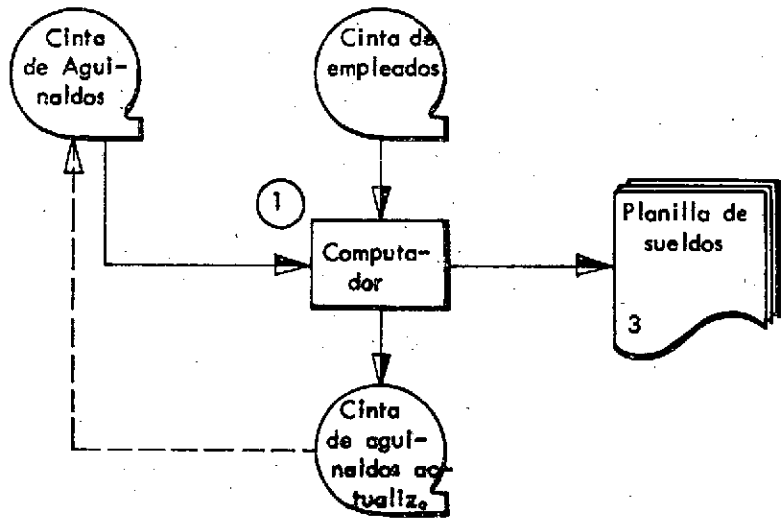 Cinta
de Agui-
naldos
Cinta de
empleados
1
Computa-
dor
Planilla de
sueldos
3
Cinta
de agui-
naldos ac-
tualiz.